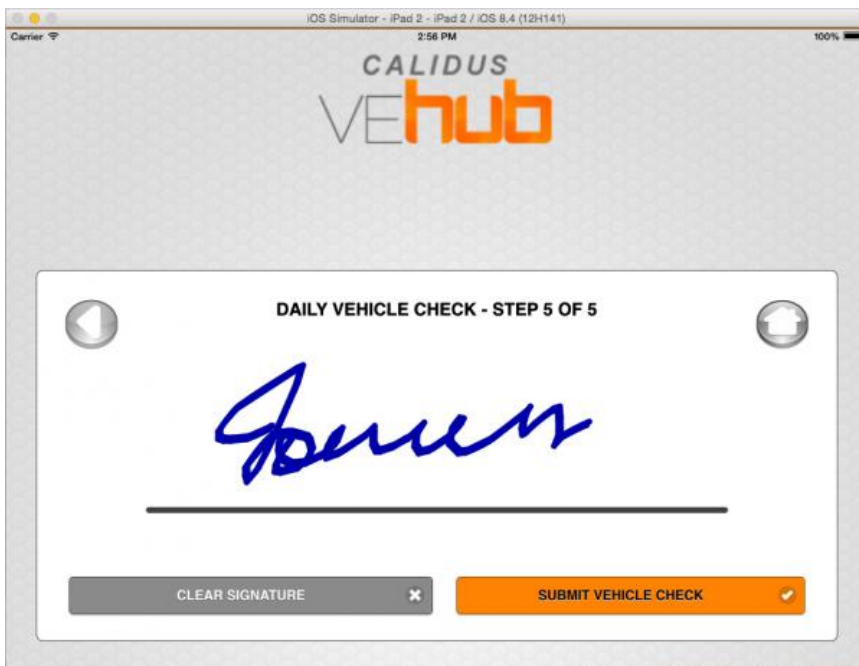 iOS Simulator - iPad 2 - iPad 2 / iOS 8.4 (12H141)
Carrier 2:56 PM 100%
CALIDUS
VEhub
DAILY VEHICLE CHECK - STEP 5 OF 5
CLEAR SIGNATURE SUBMIT VEHICLE CHECK